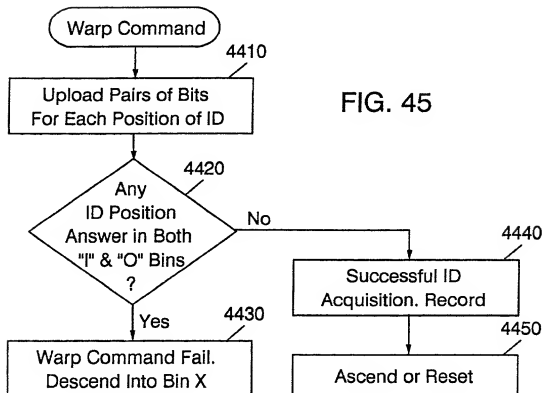 Warp Command
4410
Upload Pairs of Bits
For Each Position of ID
FIG. 45
4420
Any
ID Position
Answer in Both
"I" & "O" Bins
?
No
Yes
4440
Successful ID
Acquisition. Record
4430
Warp Command Fail.
Descend Into Bin X
4450
Ascend or Reset